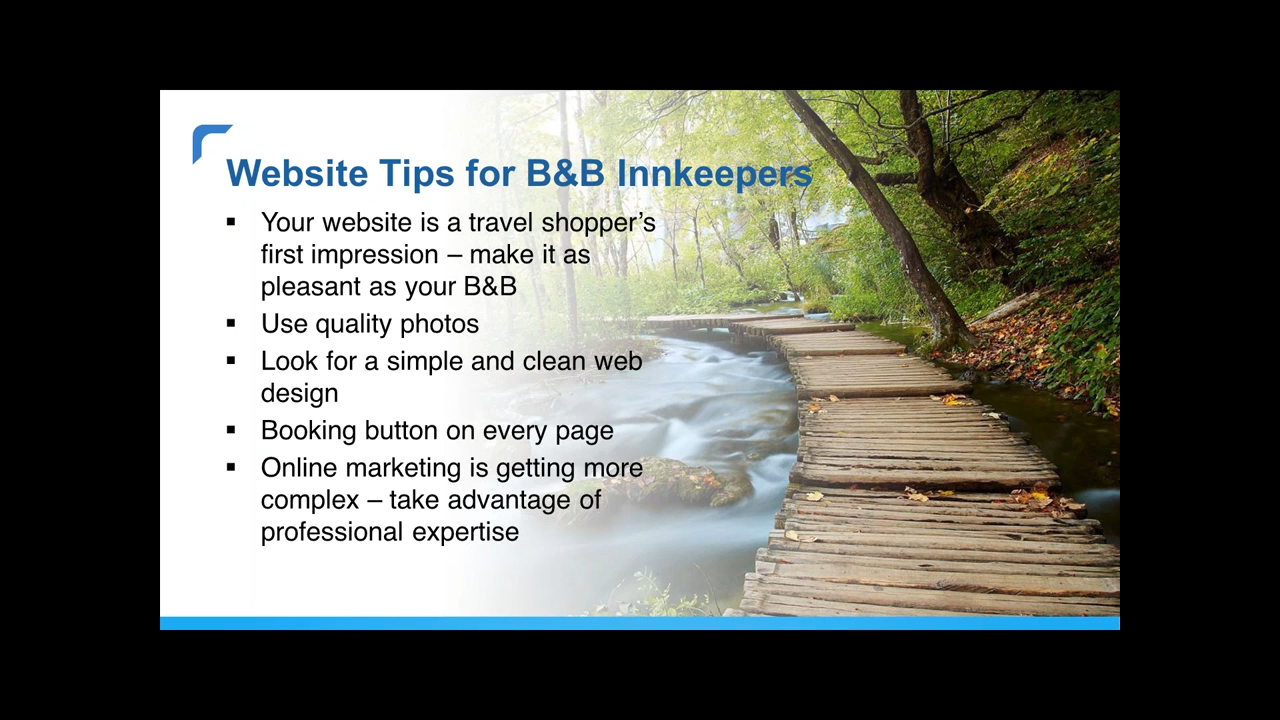 Website Tips for B&B Innkeepers
▪ Your website is a travel shopper’s
first impression – make it as
pleasant as your B&B
▪ Use quality photos
▪ Look for a simple and clean web
design
▪ Booking button on every page
▪ Online marketing is getting more
complex – take advantage of
professional expertise